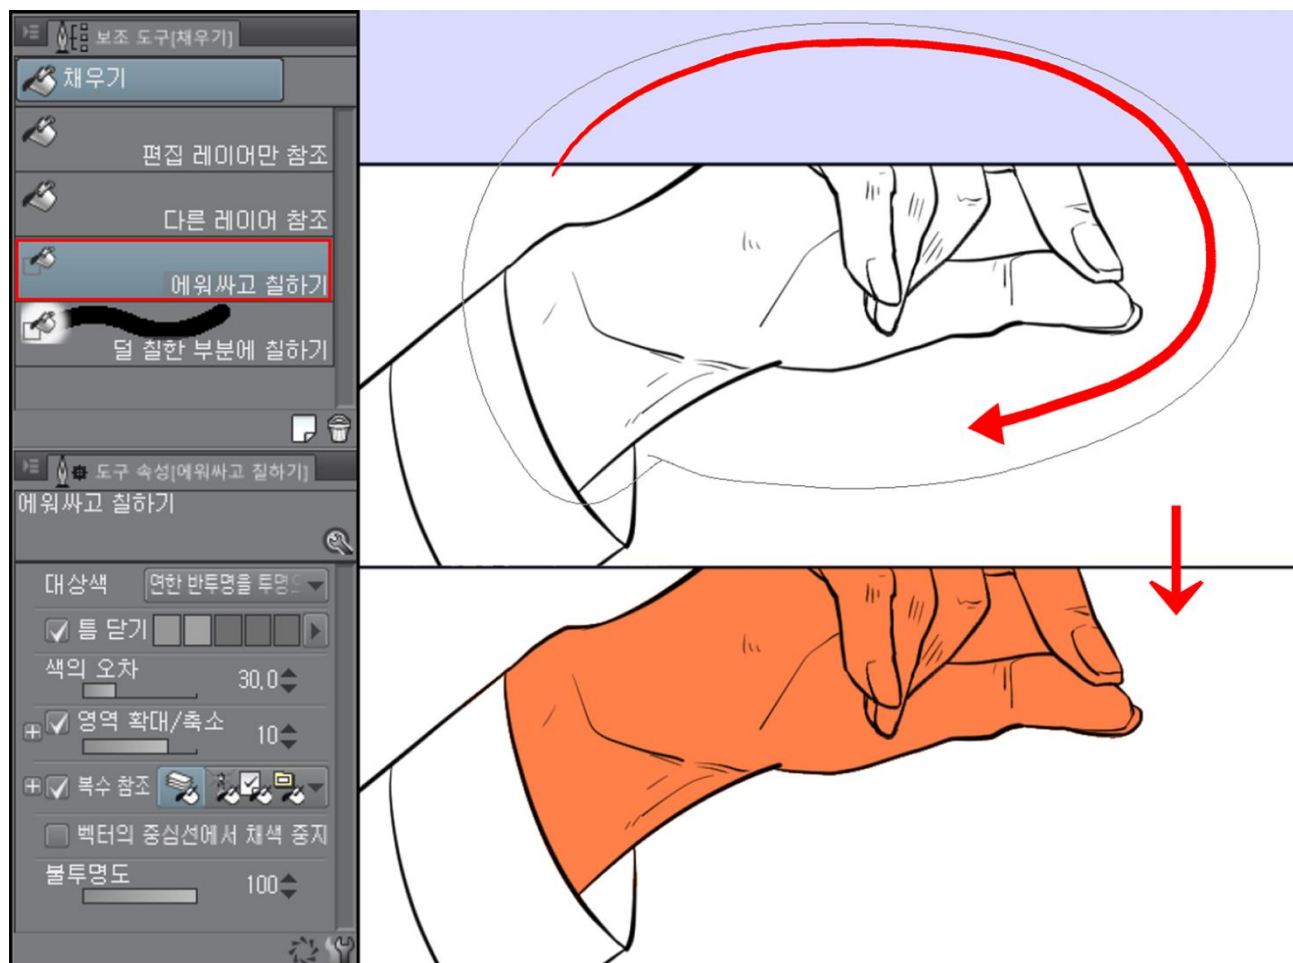 보조 도구[채우기]
채우기
편집 레이어만 참조
다른 레이어 참조
에워싸고 칠하기
덜 칠한 부분에 칠하기
도구 속성[에워싸고 칠하기]
에워싸고 칠하기
대상색 연한 반투명을 투명으
틈 닫기
색의 오차 30,0
영역 확대/축소 10
복수 참조
벡터의 중심선에서 채색 중지
불투명도 100